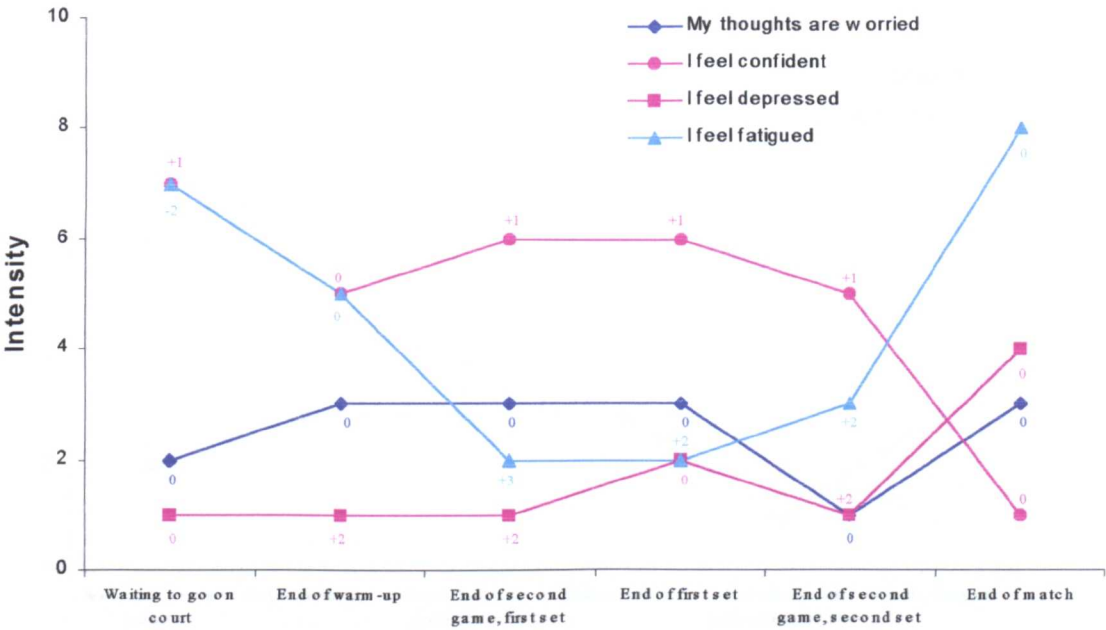 10
My thoughts are worried
I feel confident
I feel depressed
I feel fatigued
8
+1
0
-2
6
+1
+1
0
+1
0
Intensity
4
0
0
0
0
0
+2
+2
2
0
+3
0
+2
0
0
+2
+2
0
0
Waiting to go on
court
End of warm-up
End of second
game, first set
End of first set
End of second
game, second set
End of match